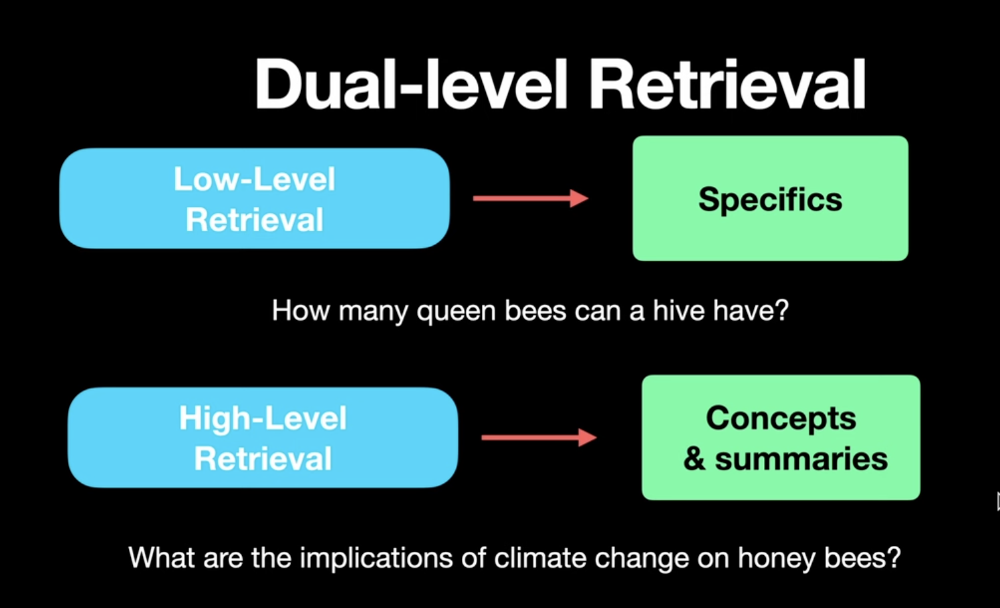 Dual-level Retrieval
Low-Level
Retrieval
Specifics
How many queen bees can a hive have?
High-Level
Retrieval
Concepts
& summaries
What are the implications of climate change on honey bees?